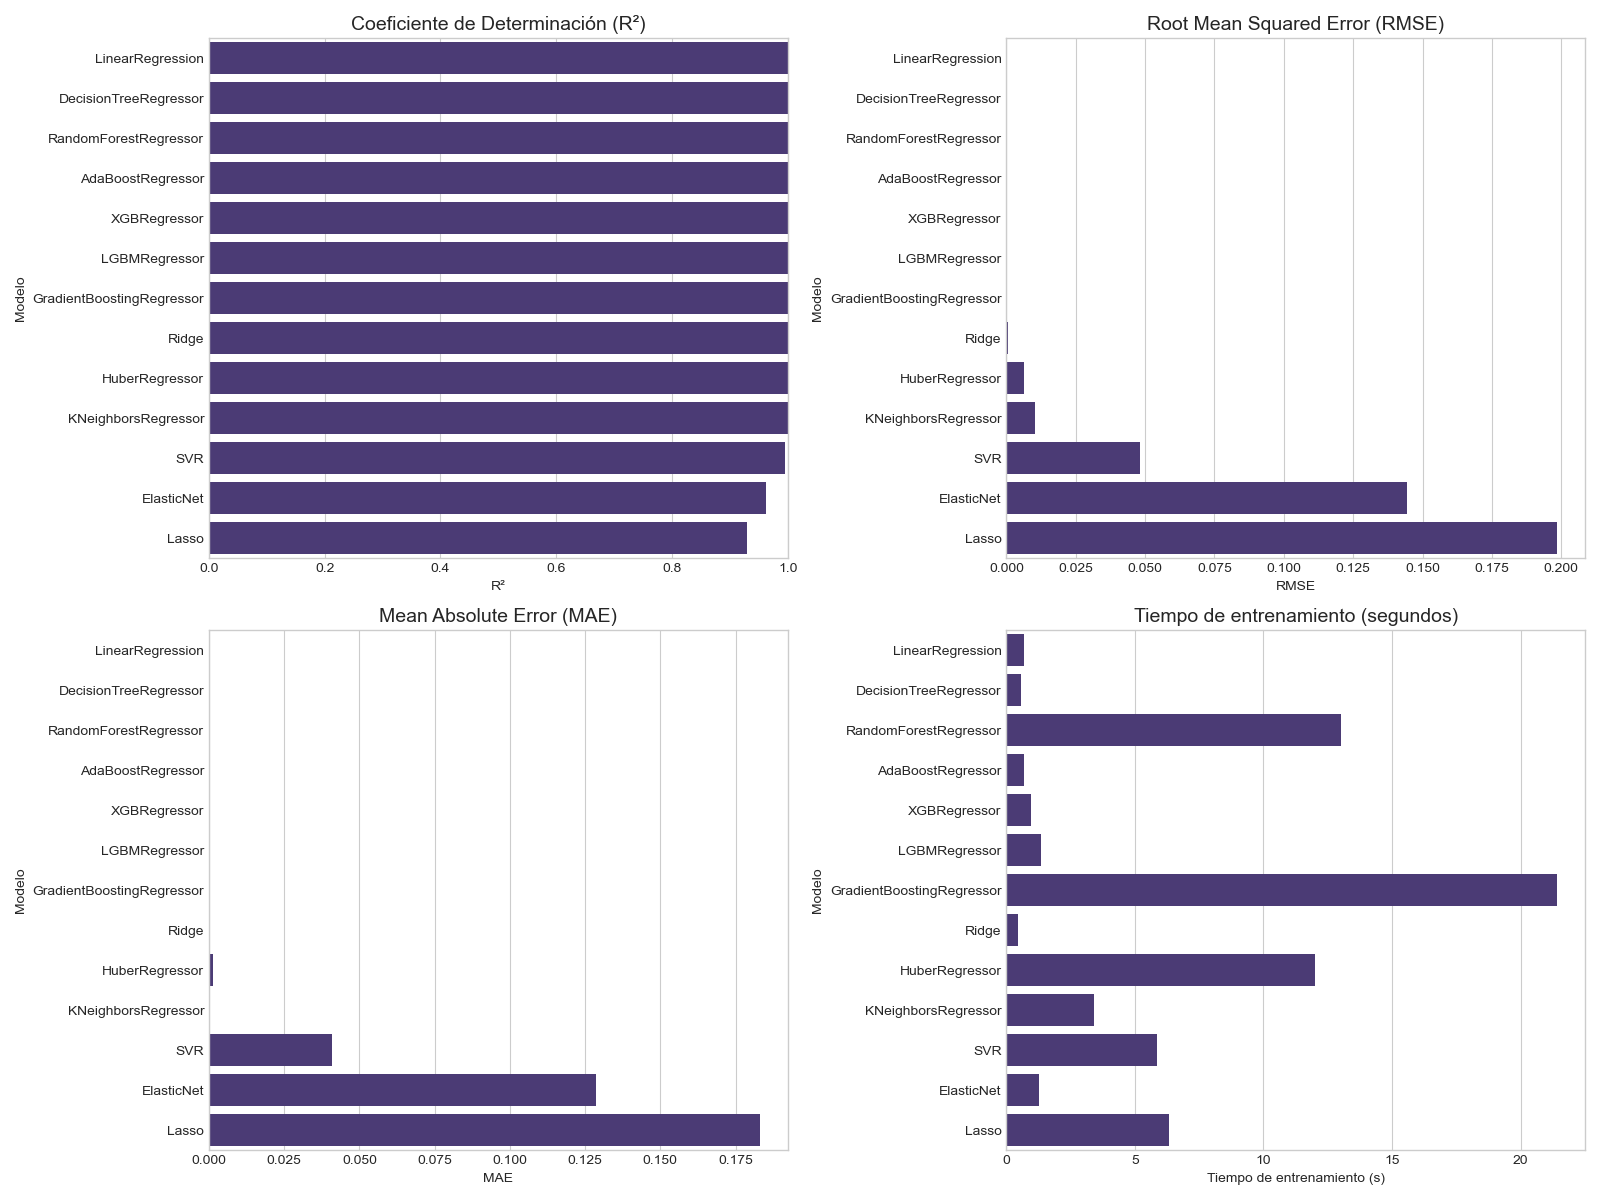 Coeficiente de Determinación (R²)
Modelo
LinearRegression
DecisionTreeRegressor
RandomForestRegressor
AdaBoostRegressor
XGBRegressor
LGBMRegressor
GradientBoostingRegressor
Ridge
HuberRegressor
KNeighborsRegressor
SVR
ElasticNet
Lasso
0.0 0.2 0.4 0.6 0.8 1.0
R²
Root Mean Squared Error (RMSE)
Modelo
LinearRegression
DecisionTreeRegressor
RandomForestRegressor
AdaBoostRegressor
XGBRegressor
LGBMRegressor
GradientBoostingRegressor
Ridge
HuberRegressor
KNeighborsRegressor
SVR
ElasticNet
Lasso
0.000 0.025 0.050 0.075 0.100 0.125 0.150 0.175 0.200
RMSE
Mean Absolute Error (MAE)
Modelo
LinearRegression
DecisionTreeRegressor
RandomForestRegressor
AdaBoostRegressor
XGBRegressor
LGBMRegressor
GradientBoostingRegressor
Ridge
HuberRegressor
KNeighborsRegressor
SVR
ElasticNet
Lasso
0.000 0.025 0.050 0.075 0.100 0.125 0.150 0.175
MAE
Tiempo de entrenamiento (segundos)
Modelo
LinearRegression
DecisionTreeRegressor
RandomForestRegressor
AdaBoostRegressor
XGBRegressor
LGBMRegressor
GradientBoostingRegressor
Ridge
HuberRegressor
KNeighborsRegressor
SVR
ElasticNet
Lasso
0 5 10 15 20
Tiempo de entrenamiento (s)